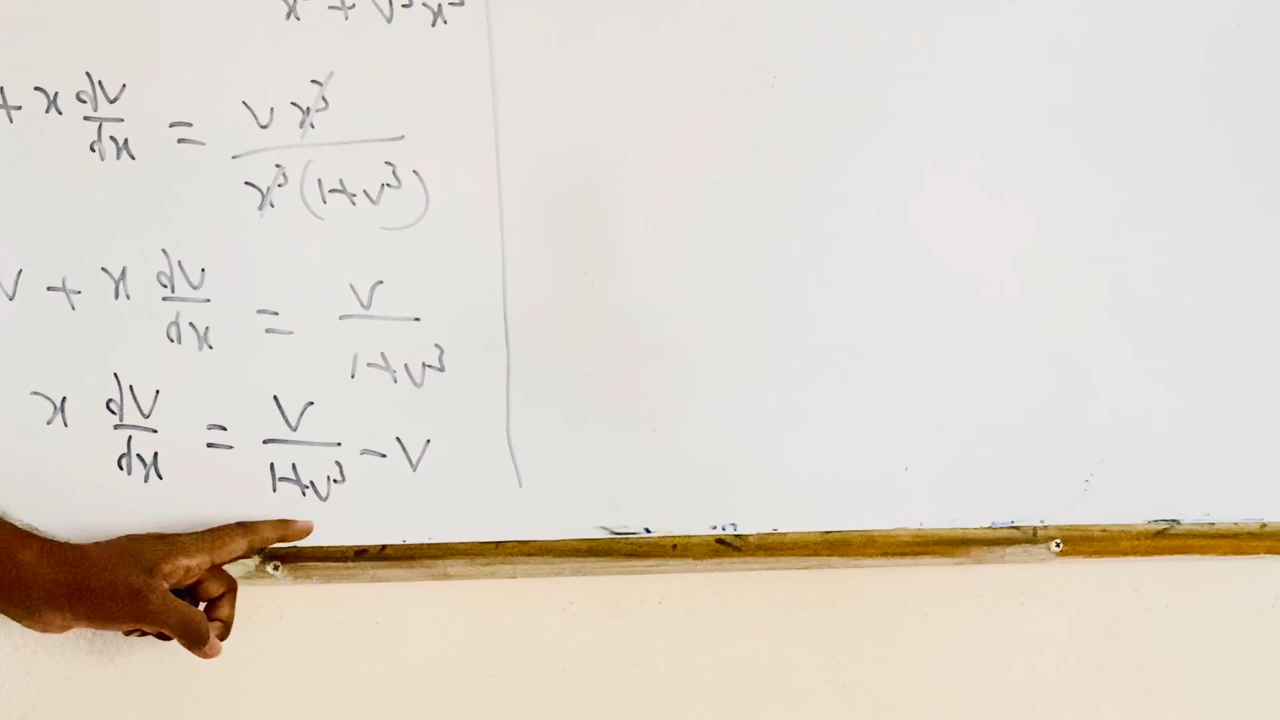 + x dv/dx = v x³ / x³(1+v³)
v + x dv/dx = v / 1+v³
x dv/dx = v / 1+v³ - v